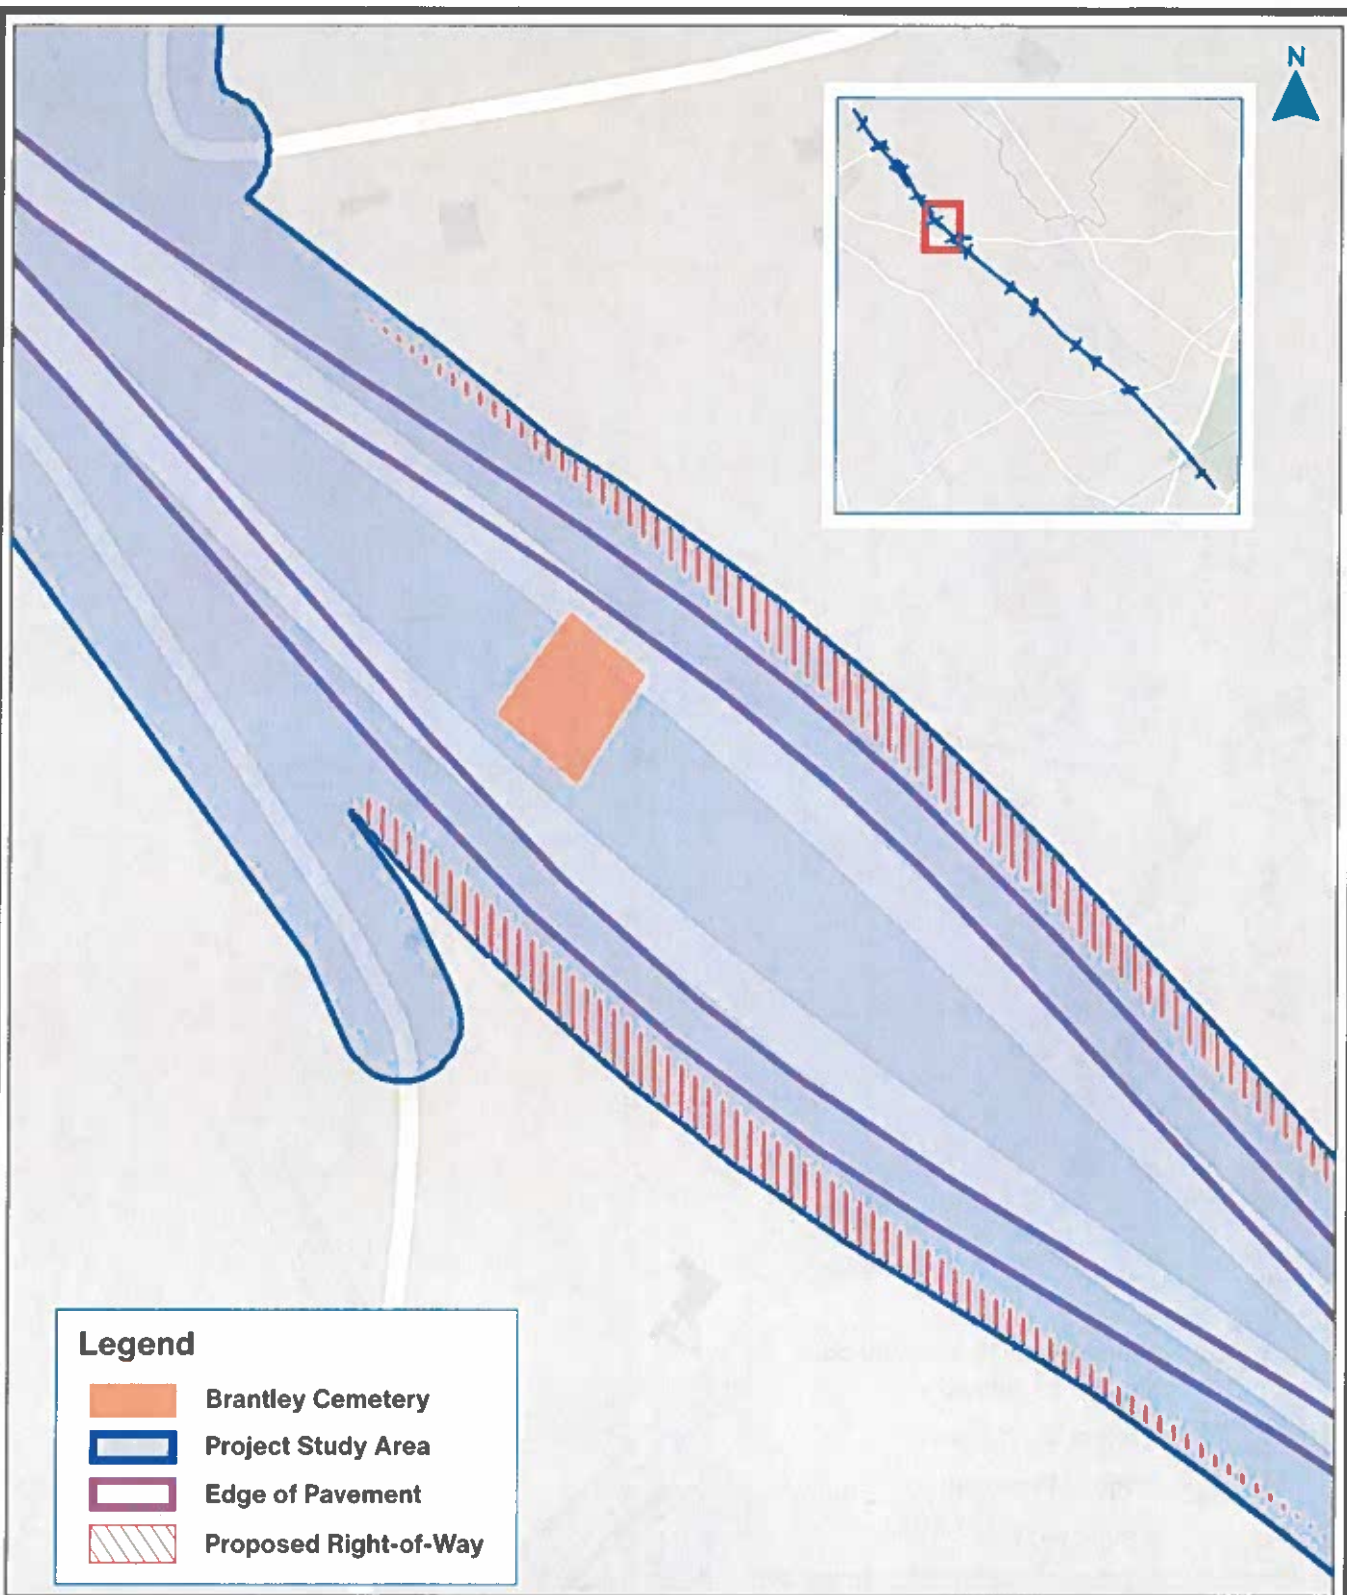 N
Legend
Brantley Cemetery
Project Study Area
Edge of Pavement
Proposed Right-of-Way